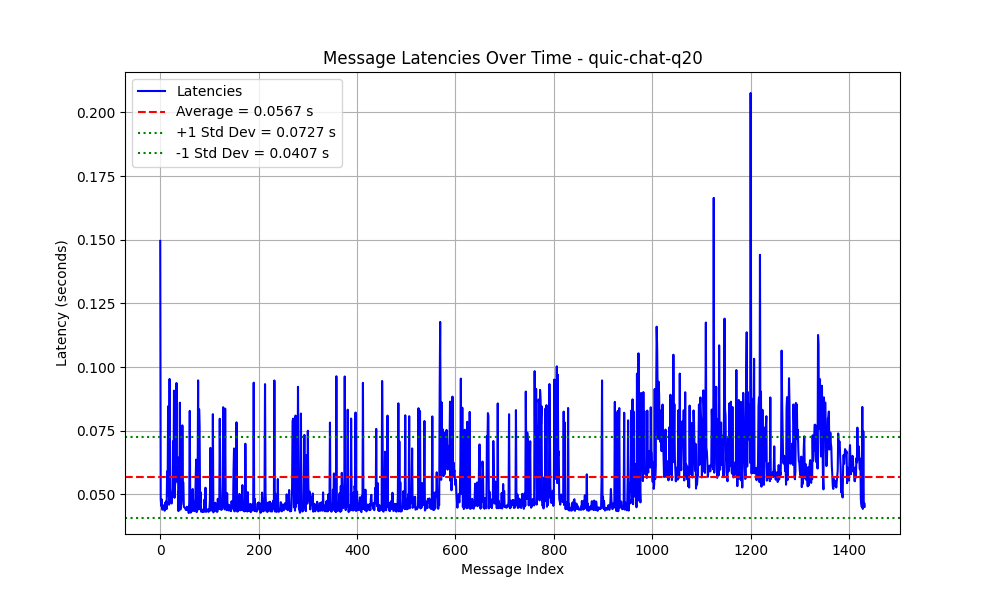 Message Latencies Over Time - quic-chat-q20
Latencies
Average = 0.0567 s
+1 Std Dev = 0.0727 s
-1 Std Dev = 0.0407 s
Latency (seconds)
0.200
0.175
0.150
0.125
0.100
0.075
0.050
0 200 400 600 800 1000 1200 1400
Message Index